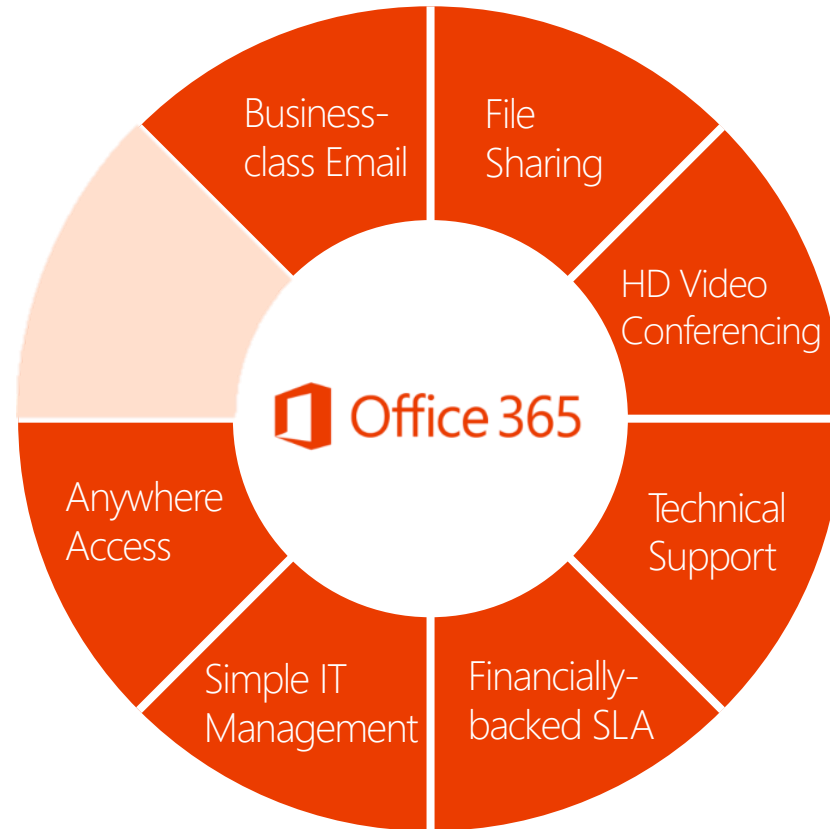 Business-
class Email
File
Sharing
HD Video
Conferencing
Technical
Support
Financially-
backed SLA
Simple IT
Management
Anywhere
Access
Office 365